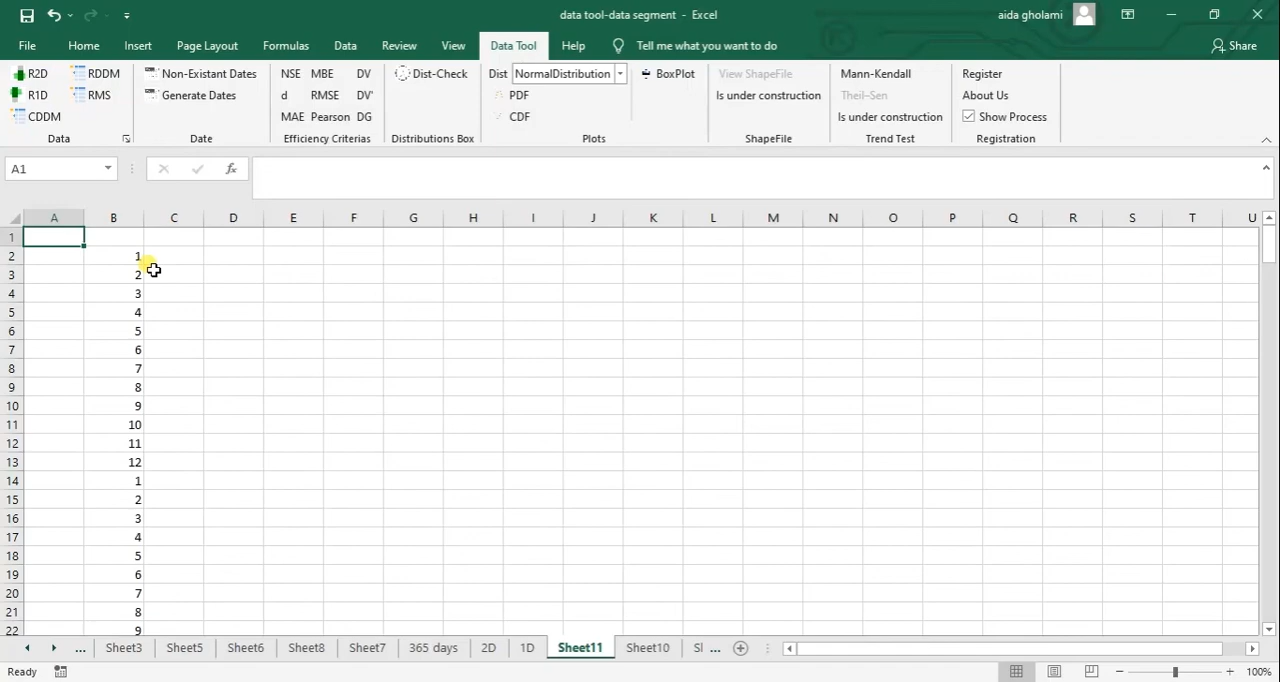 data tool-data segment - Excel
aida gholami
File Home Insert Page Layout Formulas Data Review View Data Tool Help Tell me what you want to do Share
R2D RDDM
R1D RMS
CDDM
Data
Non-Existant Dates
Generate Dates
Date
NSE MBE DV
d RMSE DV'
MAE Pearson DG
Efficiency Criterias
Dist-Check
Distributions Box
Dist NormalDistribution
PDF
CDF
BoxPlot
Plots
View ShapeFile
Is under construction
ShapeFile
Mann-Kendall
Theil-Sen
Is under construction
Trend Test
Register
About Us
Show Process
Registration
A1 fx
A B C D E F G H I J K L M N O P Q R S T U
1
2 1
3 2
4 3
5 4
6 5
7 6
8 7
9 8
10 9
11 10
12 11
13 12
14 1
15 2
16 3
17 4
18 5
19 6
20 7
21 8
22 9
... Sheet3 Sheet5 Sheet6 Sheet8 Sheet7 365 days 2D 1D Sheet11 Sheet10 Sl ...
Ready 100%